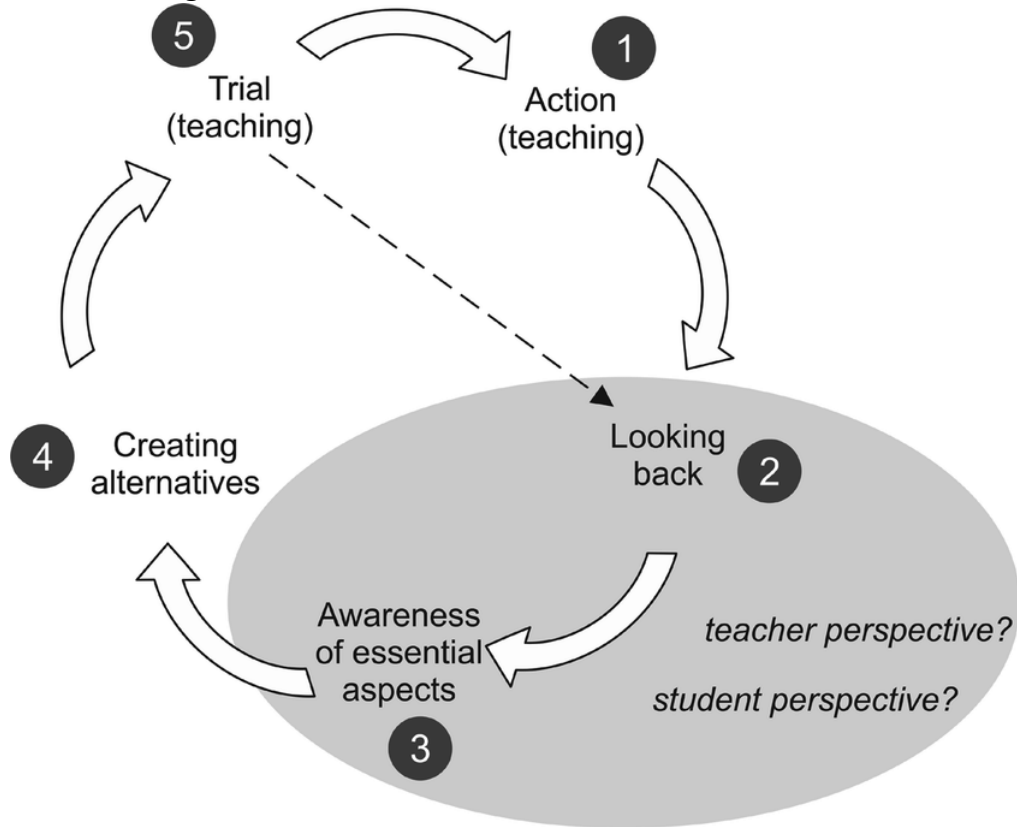 5
Trial
(teaching)
1
Action
(teaching)
Looking
back
2
teacher perspective?
student perspective?
Awareness
of essential
aspects
3
4
Creating
alternatives